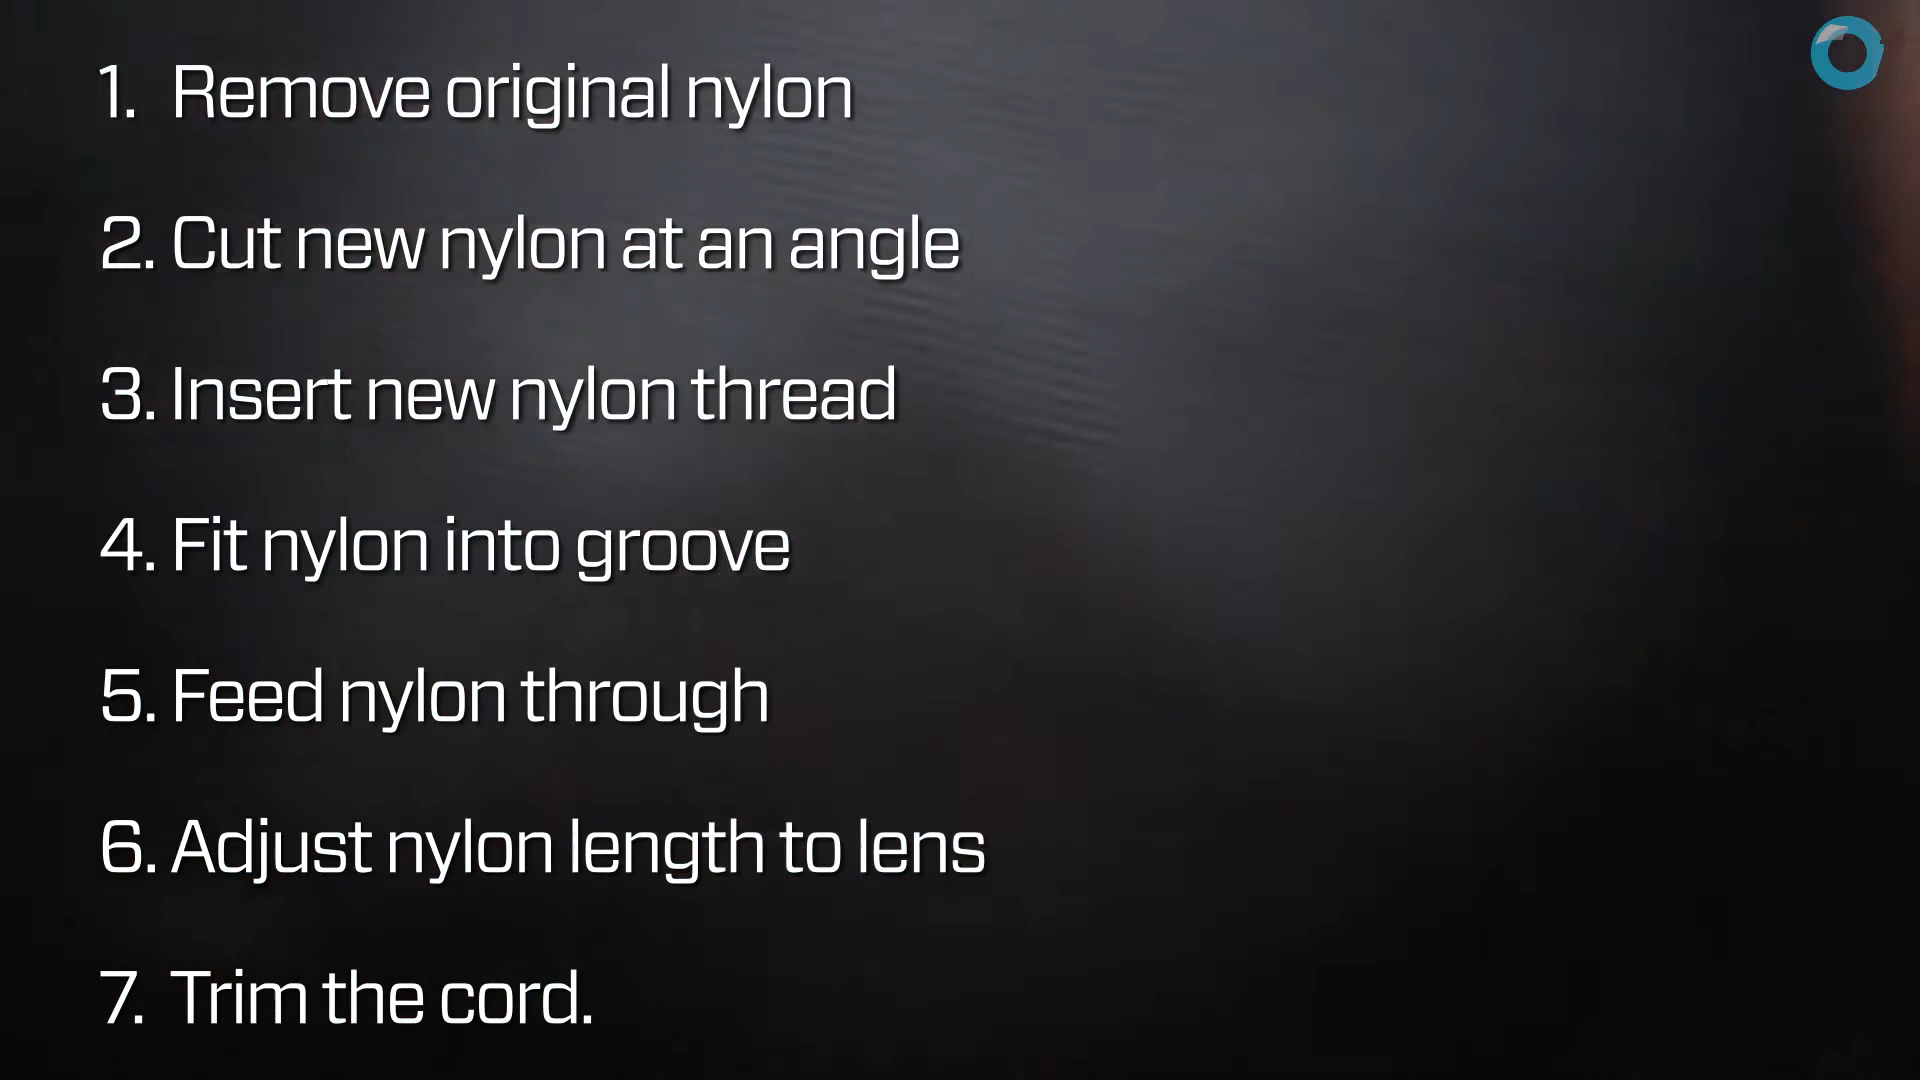 1. Remove original nylon
2. Cut new nylon at an angle
3. Insert new nylon thread
4. Fit nylon into groove
5. Feed nylon through
6. Adjust nylon length to lens
7. Trim the cord.